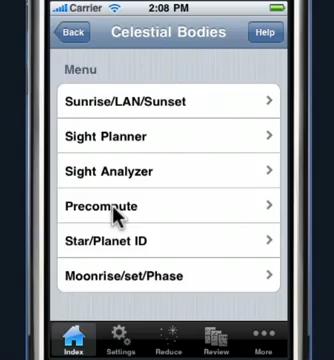 Carrier 2:08 PM
Back Celestial Bodies Help
Menu
Sunrise/LAN/Sunset
Sight Planner
Sight Analyzer
Precompute
Star/Planet ID
Moonrise/set/Phase
Index Settings Reduce Review More